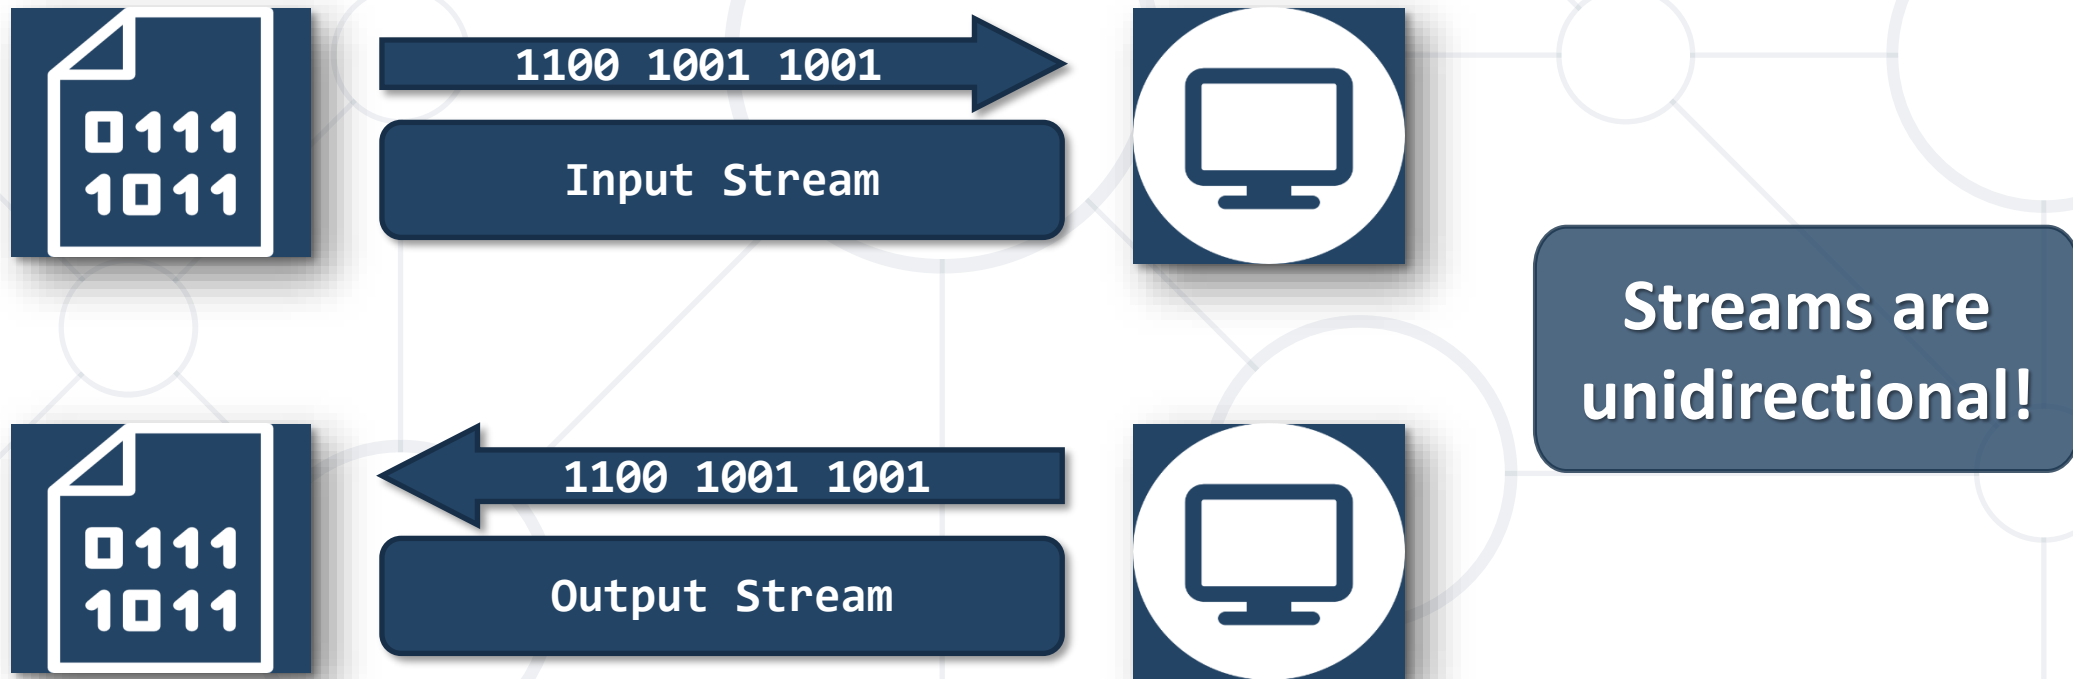 0111
1011
1100 1001 1001
Input Stream
Streams are
unidirectional!
0111
1011
1100 1001 1001
Output Stream